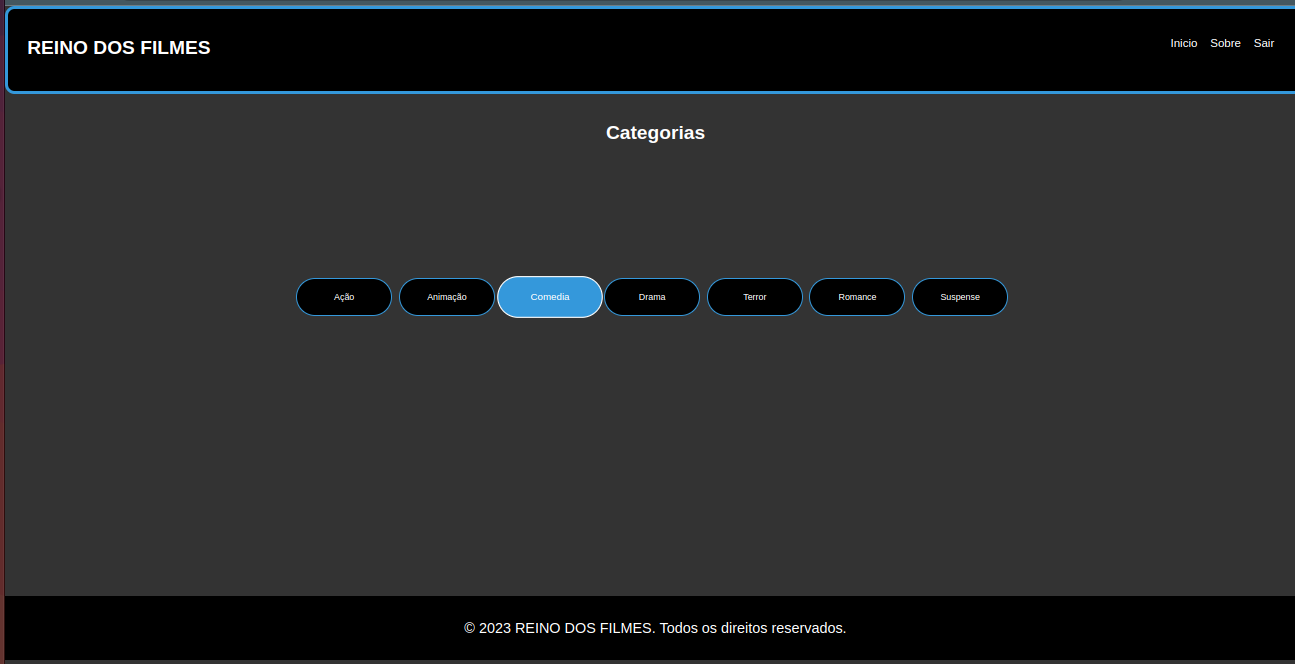 REINO DOS FILMES
Inicio Sobre Sair
Categorias
Ação Animação Comedia Drama Terror Romance Suspense
© 2023 REINO DOS FILMES. Todos os direitos reservados.